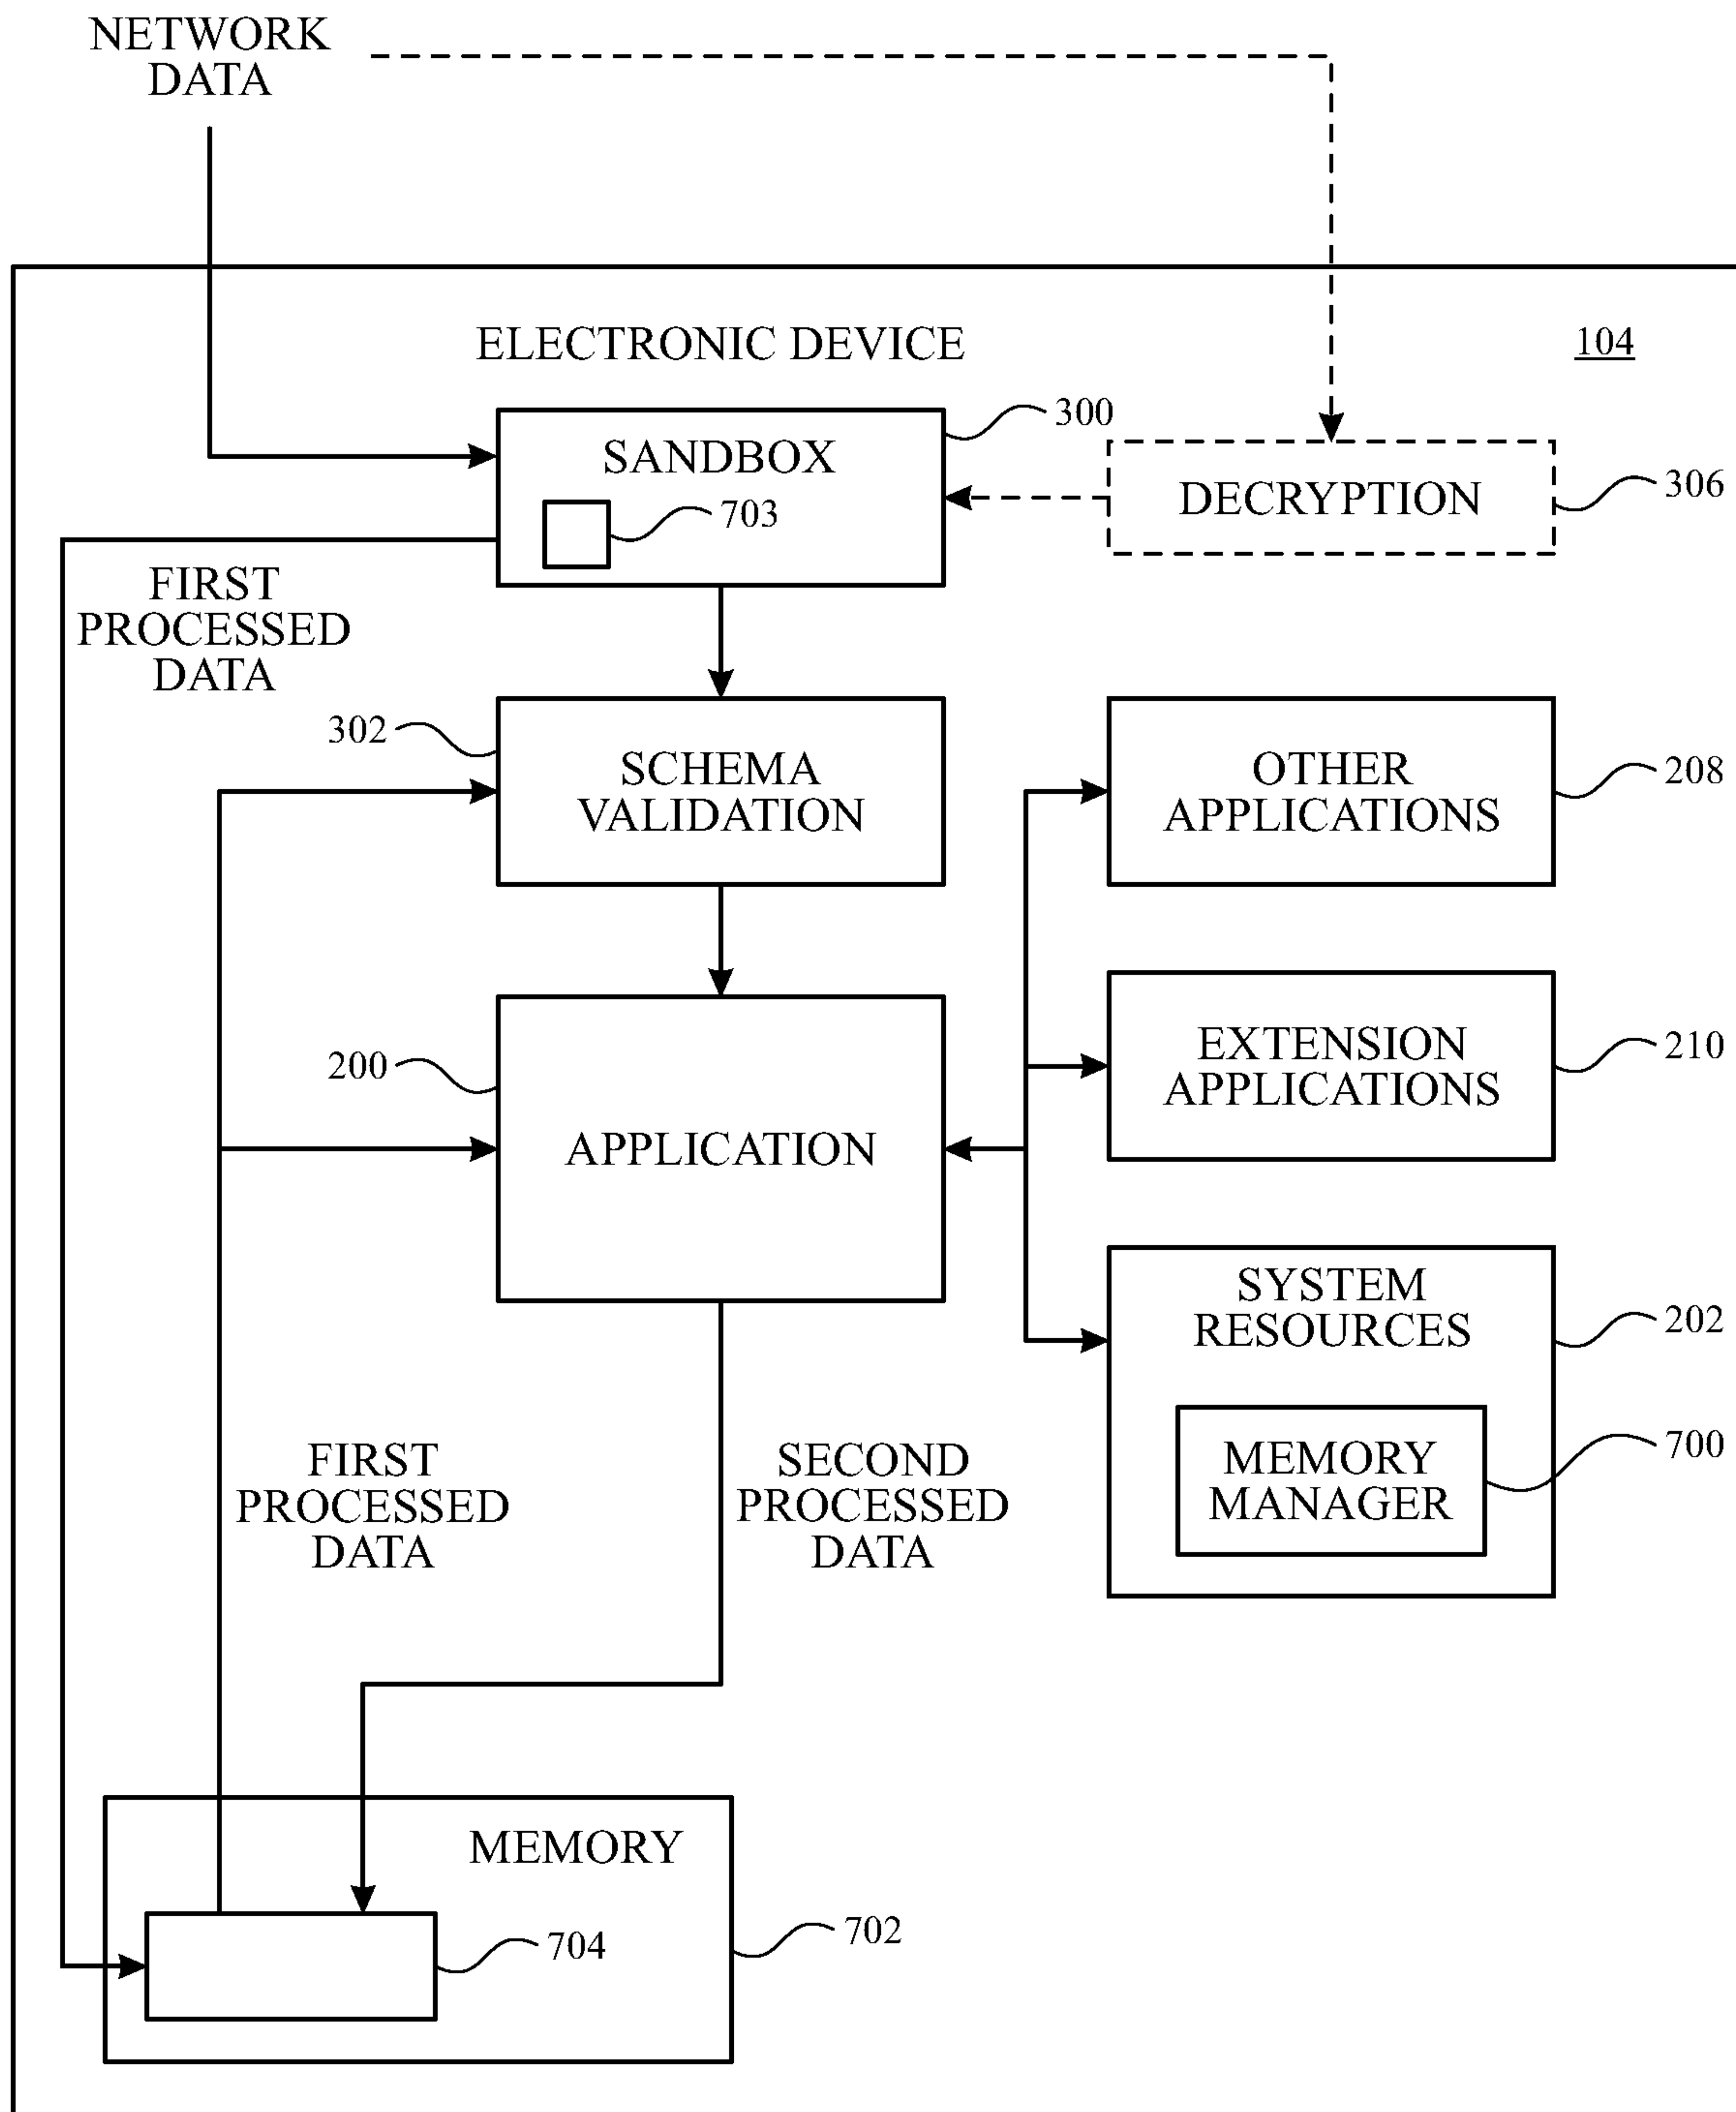 NETWORK
DATA
ELECTRONIC DEVICE
104
SANDBOX
300
703
DECRYPTION
306
FIRST
PROCESSED
DATA
302
SCHEMA
VALIDATION
OTHER
APPLICATIONS
208
200
APPLICATION
EXTENSION
APPLICATIONS
210
SYSTEM
RESOURCES
202
MEMORY
MANAGER
700
FIRST
PROCESSED
DATA
SECOND
PROCESSED
DATA
MEMORY
702
704